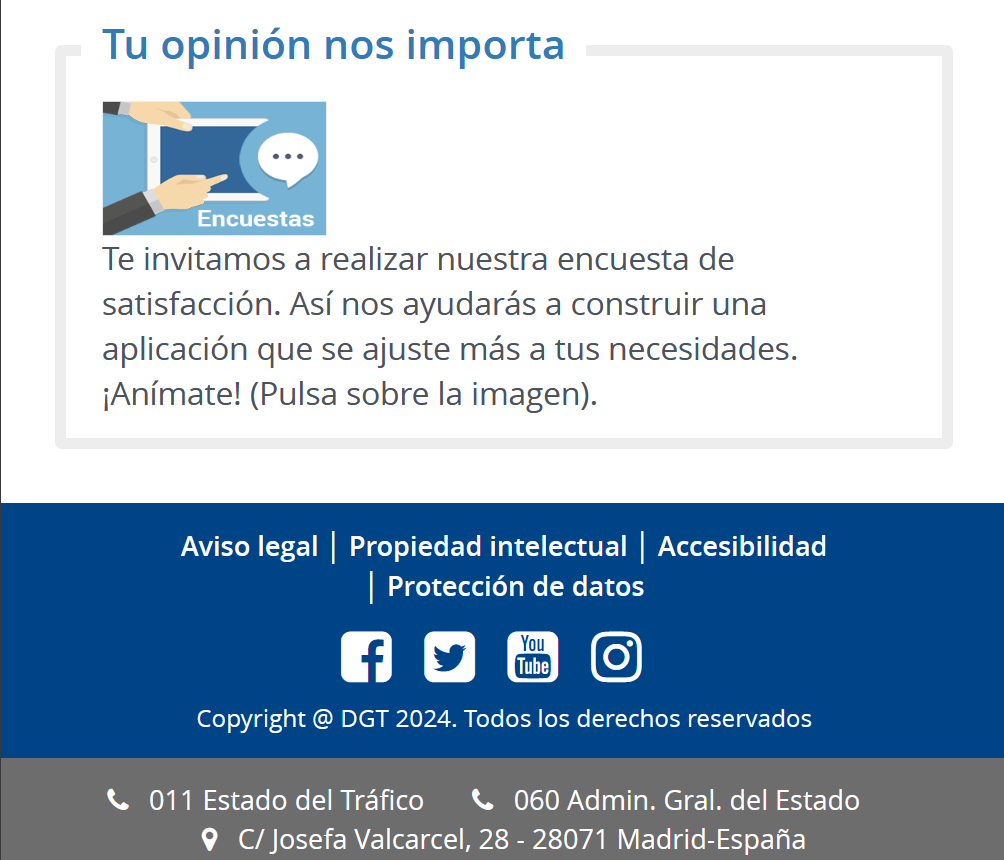 Tu opinión nos importa
Encuestas
Te invitamos a realizar nuestra encuesta de
satisfacción. Así nos ayudarás a construir una
aplicación que se ajuste más a tus necesidades.
¡Anímate! (Pulsa sobre la imagen).
Aviso legal | Propiedad intelectual | Accesibilidad
| Protección de datos
You
Tube
Copyright @ DGT 2024. Todos los derechos reservados
011 Estado del Tráfico 060 Admin. Gral. del Estado
C/ Josefa Valcarcel, 28 - 28071 Madrid-España